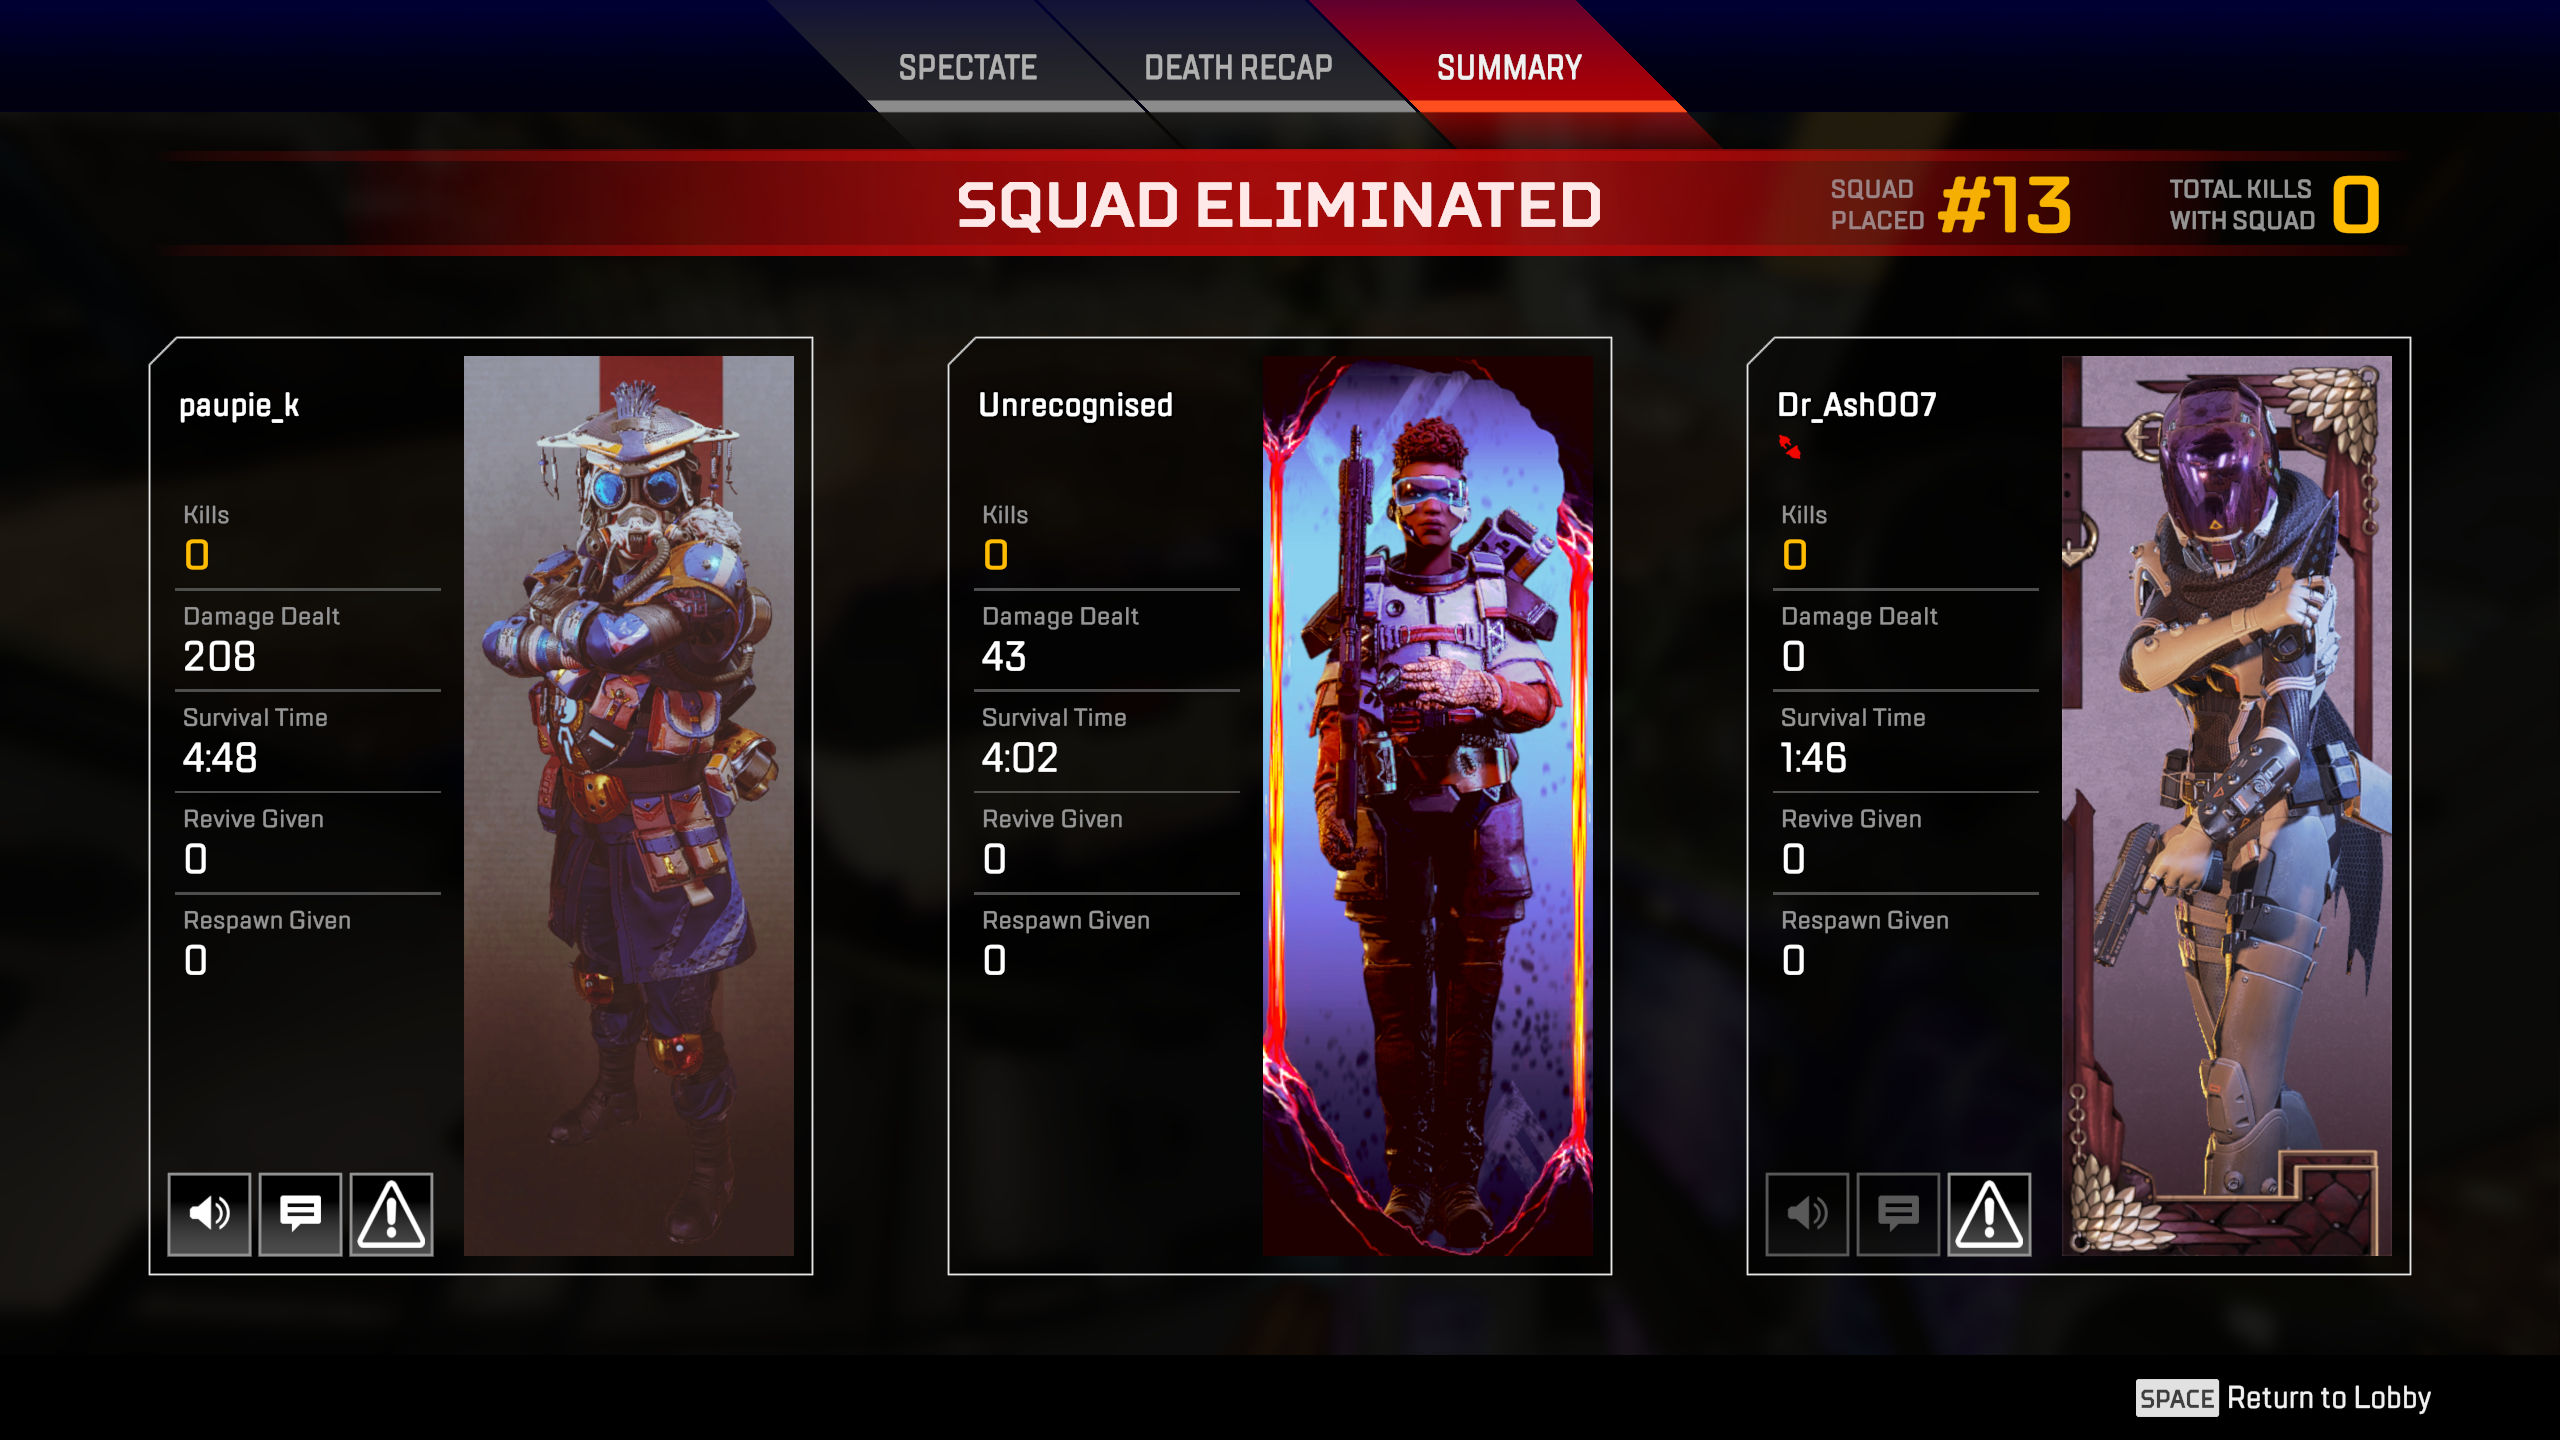 SPECTATE
DEATH RECAP
SUMMARY
SQUAD ELIMINATED
SQUAD
PLACED
#13
TOTAL KILLS
WITH SQUAD
0
paupie_k
Kills
0
Damage Dealt
208
Survival Time
4:48
Revive Given
0
Respawn Given
0
Unrecognised
Kills
0
Damage Dealt
43
Survival Time
4:02
Revive Given
0
Respawn Given
0
Dr_Ash007
Kills
0
Damage Dealt
0
Survival Time
1:46
Revive Given
0
Respawn Given
0
SPACE Return to Lobby